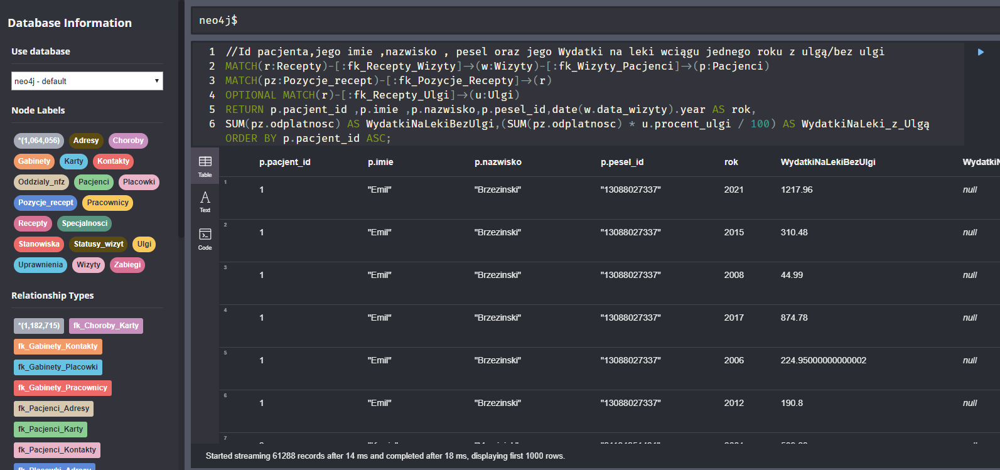 Database Information
Use database
neo4j - default
Node Labels
*(1,064,056) Adresy Choroby
Gabinety Karty Kontakty
Oddzialy_nfz Pacjenci Placowki
Pozycje_recept Pracownicy
Recepty Specjalnosci
Stanowiska Statusy_wizyt Ulgi
Uprawnienia Wizyty Zabiegi
Relationship Types
*(1,182,715) fk_Choroby_Karty
fk_Gabinety_Kontakty
fk_Gabinety_Placowki
fk_Gabinety_Pracownicy
fk_Pacjenci_Adresy
fk_Pacjenci_Karty
fk_Pacjenci_Kontakty
fk_Placowki_Adresy
neo4j$
1 //Id pacjenta,jego imie ,nazwisko , pesel oraz jego Wydatki na leki wciągu jednego roku z ulgą/bez ulgi
2 MATCH(r:Recepty)-[:fk_Recepty_Wizyty]->(w:Wizyty)-[:fk_Wizyty_Pacjenci]->(p:Pacjenci)
3 MATCH(pz:Pozycje_recept)-[:fk_Pozycje_Recepty]->(r)
4 OPTIONAL MATCH(r)-[:fk_Recepty_Ulgi]->(u:Ulgi)
5 RETURN p.pacjent_id ,p.imie ,p.nazwisko,p.pesel_id,date(w.data_wizyty).year AS rok,
6 SUM(pz.odplatnosc) AS WydatkiNaLekiBezUlgi,(SUM(pz.odplatnosc) * u.procent_ulgi / 100) AS WydatkiNaLeki_z_Ulgą
ORDER BY p.pacjent_id ASC;
Table
Text
Code
p.pacjent_id p.imie p.nazwisko p.pesel_id rok WydatkiNaLekiBezUlgi WydatkiN
1 1 "Emil" "Brzezinski" "13088027337" 2021 1217.96 null
2 1 "Emil" "Brzezinski" "13088027337" 2015 310.48 null
3 1 "Emil" "Brzezinski" "13088027337" 2008 44.99 null
4 1 "Emil" "Brzezinski" "13088027337" 2017 874.78 null
5 1 "Emil" "Brzezinski" "13088027337" 2006 224.95000000000002 null
6 1 "Emil" "Brzezinski" "13088027337" 2012 190.8 null
7
Started streaming 61288 records after 14 ms and completed after 18 ms, displaying first 1000 rows.